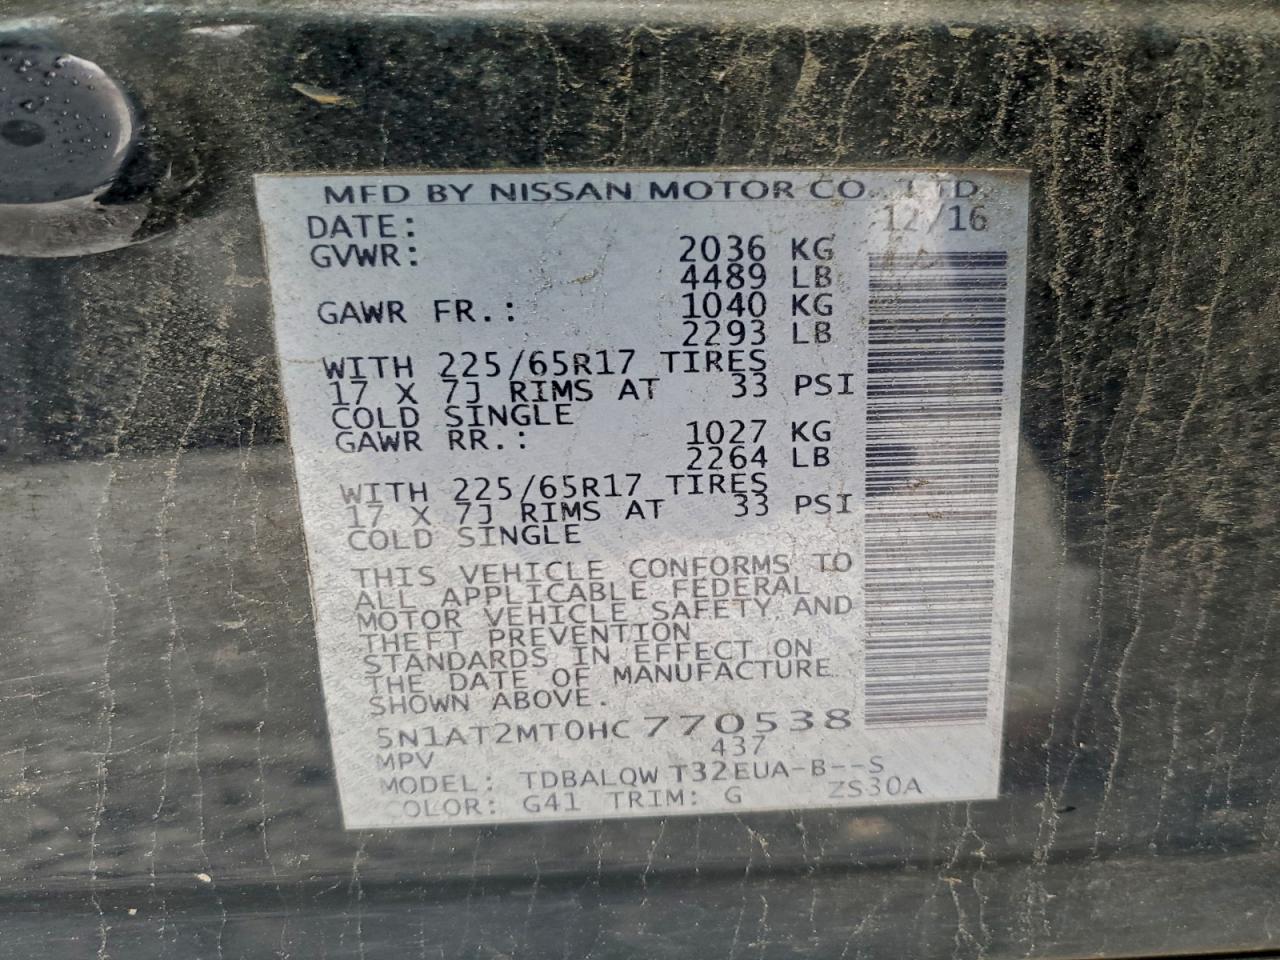 MFD BY NISSAN MOTOR CO., LTD.
DATE: 12/16
GVWR: 2036 KG
4489 LB
GAWR FR.: 1040 KG
2293 LB
WITH 225/65R17 TIRES
17 X 7J RIMS AT 33 PSI
COLD SINGLE
GAWR RR.: 1027 KG
2264 LB
WITH 225/65R17 TIRES
17 X 7J RIMS AT 33 PSI
COLD SINGLE
THIS VEHICLE CONFORMS TO
ALL APPLICABLE FEDERAL
MOTOR VEHICLE SAFETY AND
THEFT PREVENTION
STANDARDS IN EFFECT ON
THE DATE OF MANUFACTURE
SHOWN ABOVE.
5N1AT2MT0HC770538
MPV 437
MODEL: TDBALQW T32EUA-B--S
COLOR: G41 TRIM: G ZS30A